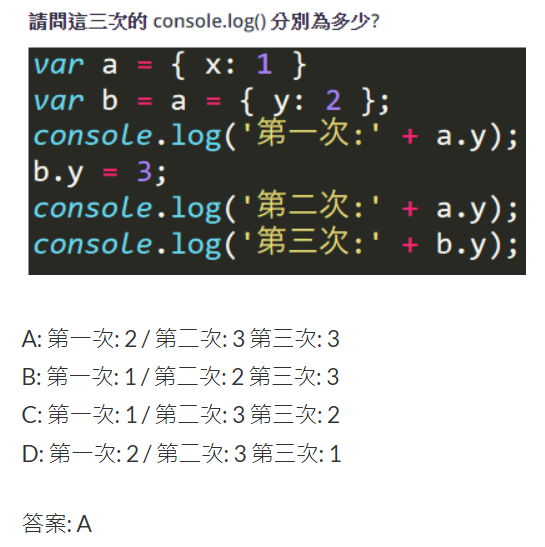 請問這三次的 console.log() 分別為多少?
var a = { x: 1 }
var b = a = { y: 2 };
console.log('第一次:' + a.y);
b.y = 3;
console.log('第二次:' + a.y);
console.log('第三次:' + b.y);
A: 第一次: 2 / 第二次: 3 第三次: 3
B: 第一次: 1 / 第二次: 2 第三次: 3
C: 第一次: 1 / 第二次: 3 第三次: 2
D: 第一次: 2 / 第二次: 3 第三次: 1
答案: A